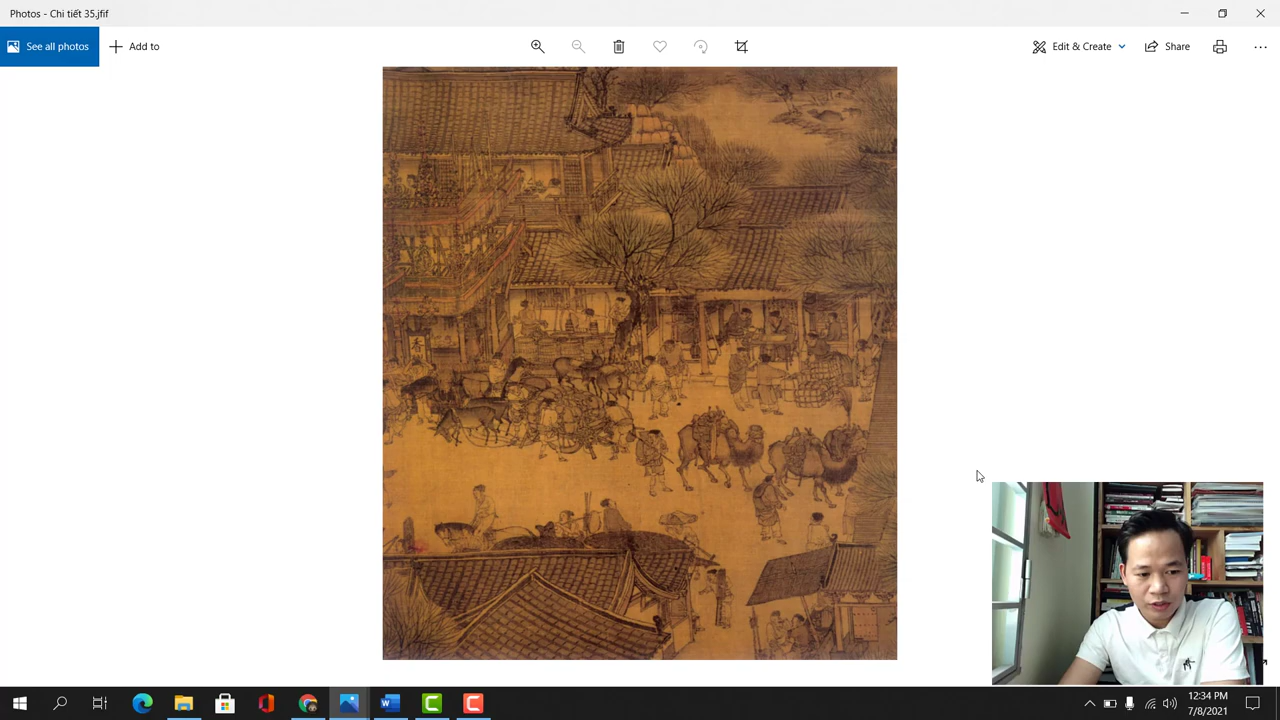 Photos - Chi tiết 35.jfif
See all photos
Add to
Edit & Create
Share
香
12:34 PM
7/8/2021